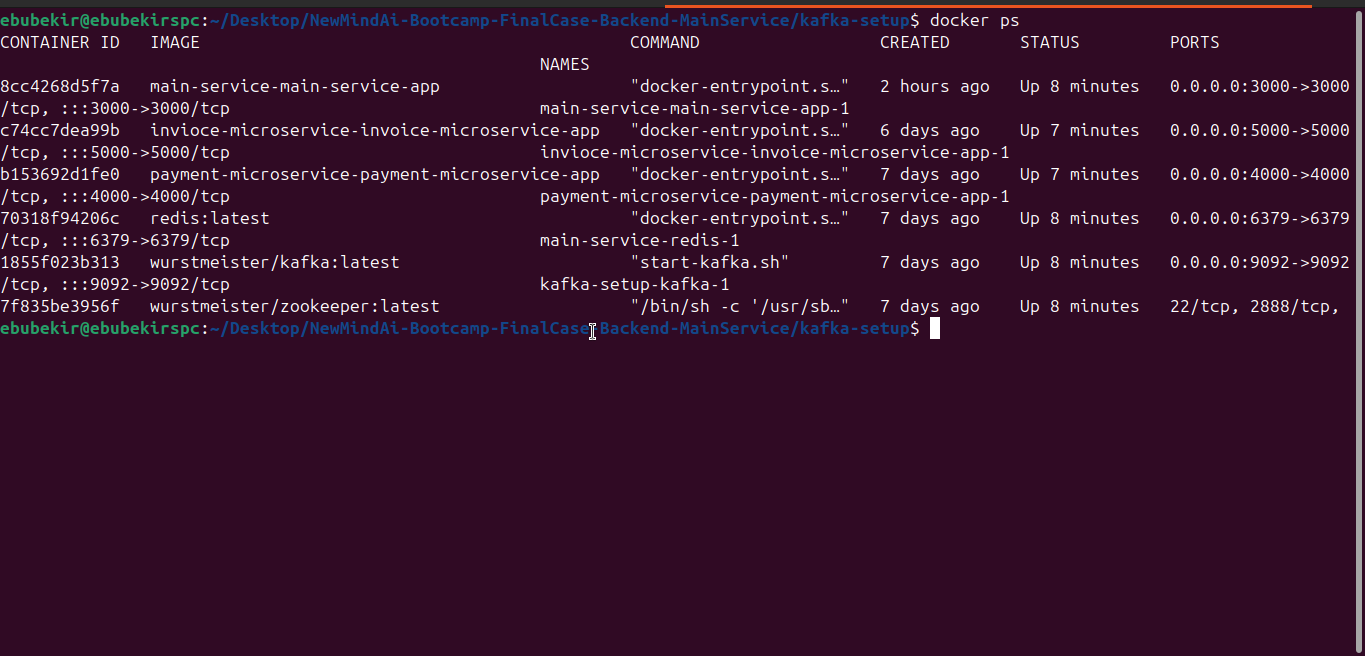 ebubekir@ebubekirspc:~/Desktop/NewMindAi-Bootcamp-FinalCase-Backend-MainService/kafka-setup$ docker ps
CONTAINER ID   IMAGE                                           COMMAND                  CREATED       STATUS         PORTS
                                                      NAMES
8cc4268d5f7a   main-service-main-service-app                   "docker-entrypoint.s…"   2 hours ago   Up 8 minutes   0.0.0.0:3000->3000
/tcp, :::3000->3000/tcp                               main-service-main-service-app-1
c74cc7dea99b   invioce-microservice-invoice-microservice-app   "docker-entrypoint.s…"   6 days ago    Up 7 minutes   0.0.0.0:5000->5000
/tcp, :::5000->5000/tcp                               invioce-microservice-invoice-microservice-app-1
b153692d1fe0   payment-microservice-payment-microservice-app   "docker-entrypoint.s…"   7 days ago    Up 7 minutes   0.0.0.0:4000->4000
/tcp, :::4000->4000/tcp                               payment-microservice-payment-microservice-app-1
70318f94206c   redis:latest                                    "docker-entrypoint.s…"   7 days ago    Up 8 minutes   0.0.0.0:6379->6379
/tcp, :::6379->6379/tcp                               main-service-redis-1
1855f023b313   wurstmeister/kafka:latest                       "start-kafka.sh"         7 days ago    Up 8 minutes   0.0.0.0:9092->9092
/tcp, :::9092->9092/tcp                               kafka-setup-kafka-1
7f835be3956f   wurstmeister/zookeeper:latest                   "/bin/sh -c '/usr/sb…"   7 days ago    Up 8 minutes   22/tcp, 2888/tcp,
ebubekir@ebubekirspc:~/Desktop/NewMindAi-Bootcamp-FinalCase-Backend-MainService/kafka-setup$